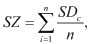 SZ = \sum_{i=1}^{n} \frac{SD_c}{n},